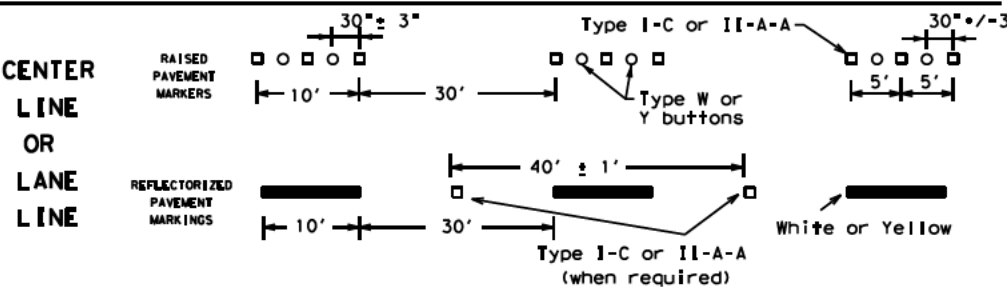 30"± 3"
Type I-C or II-A-A
30"+/-3
CENTER
LINE
OR
LANE
LINE
RAISED
PAVEMENT
MARKERS
10'
30'
Type W or
Y buttons
5'
5'
40' ± 1'
REFLECTORIZED
PAVEMENT
MARKINGS
10'
30'
Type I-C or II-A-A
(when required)
White or Yellow